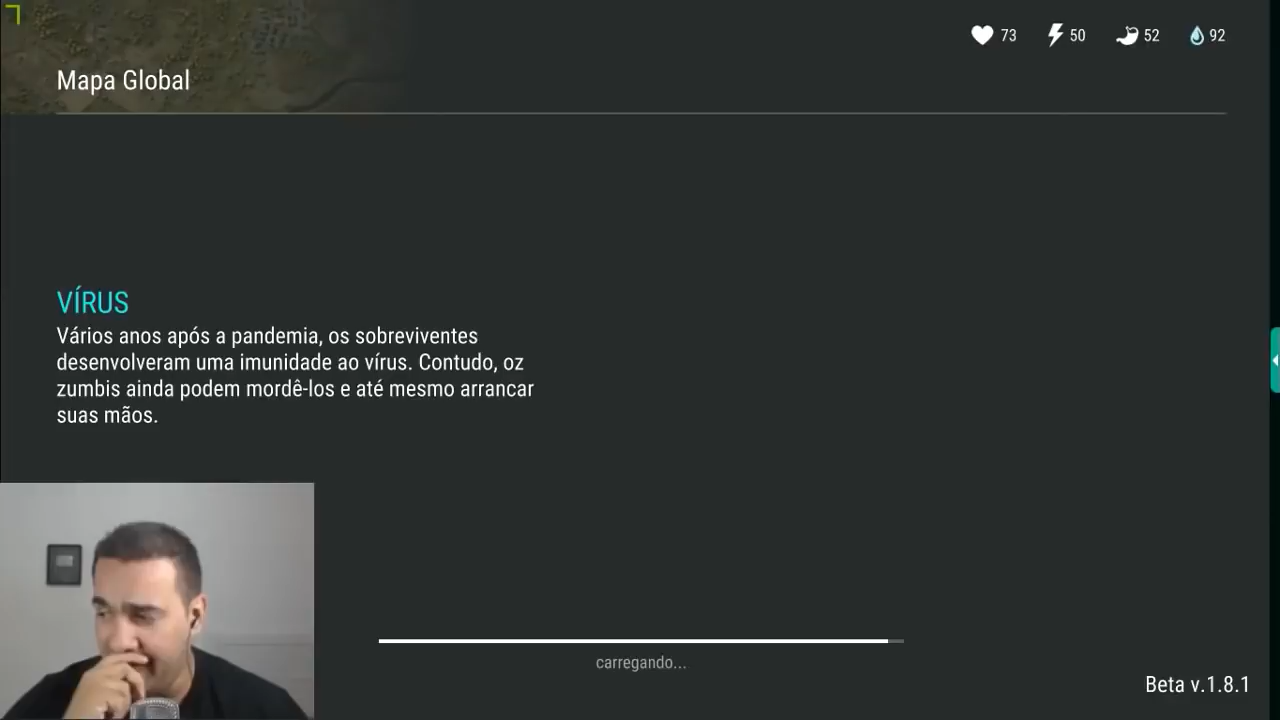 73 50 52 92
Mapa Global
VÍRUS
Vários anos após a pandemia, os sobreviventes
desenvolveram uma imunidade ao vírus. Contudo, oz
zumbis ainda podem mordê-los e até mesmo arrancar
suas mãos.
carregando...
Beta v.1.8.1